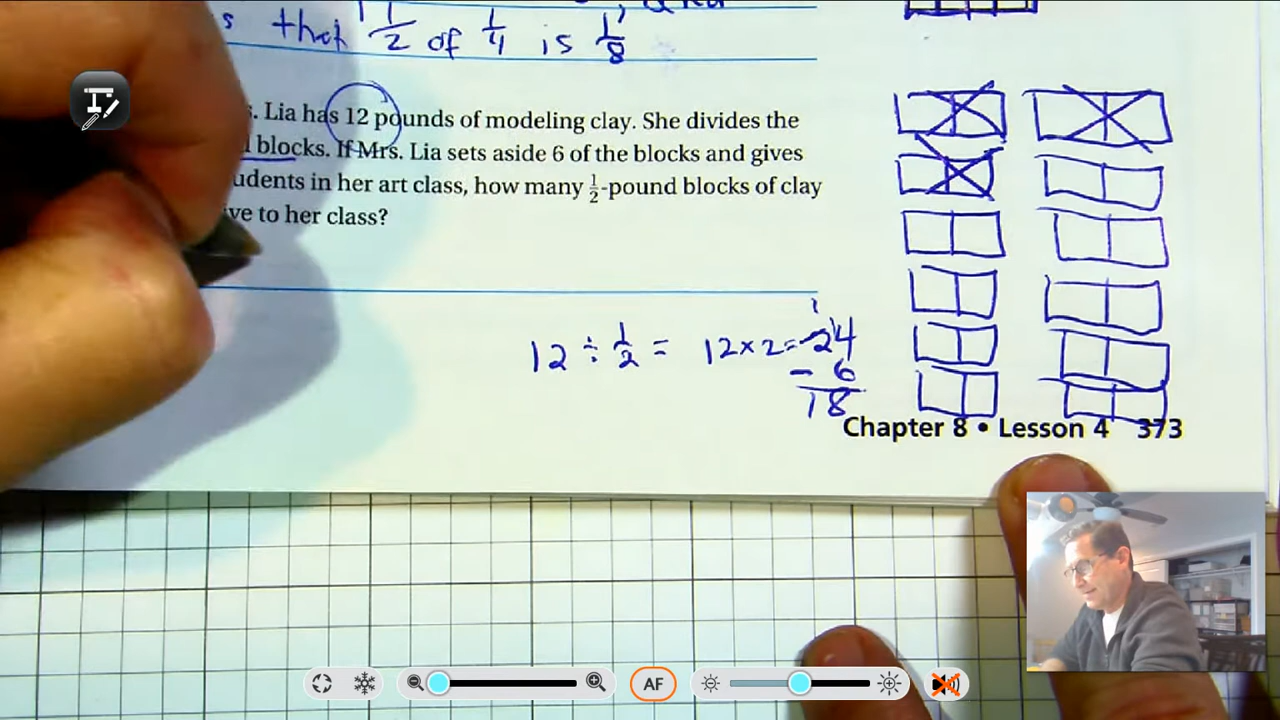 s that 1/2 of 1/4 is 1/8
. Lia has 12 pounds of modeling clay. She divides the
blocks. If Mrs. Lia sets aside 6 of the blocks and gives
udents in her art class, how many 1/2-pound blocks of clay
ve to her class?
12 ÷ 1/2 = 12 × 2 = 24
- 6
18
Chapter 8 • Lesson 4 373
AF